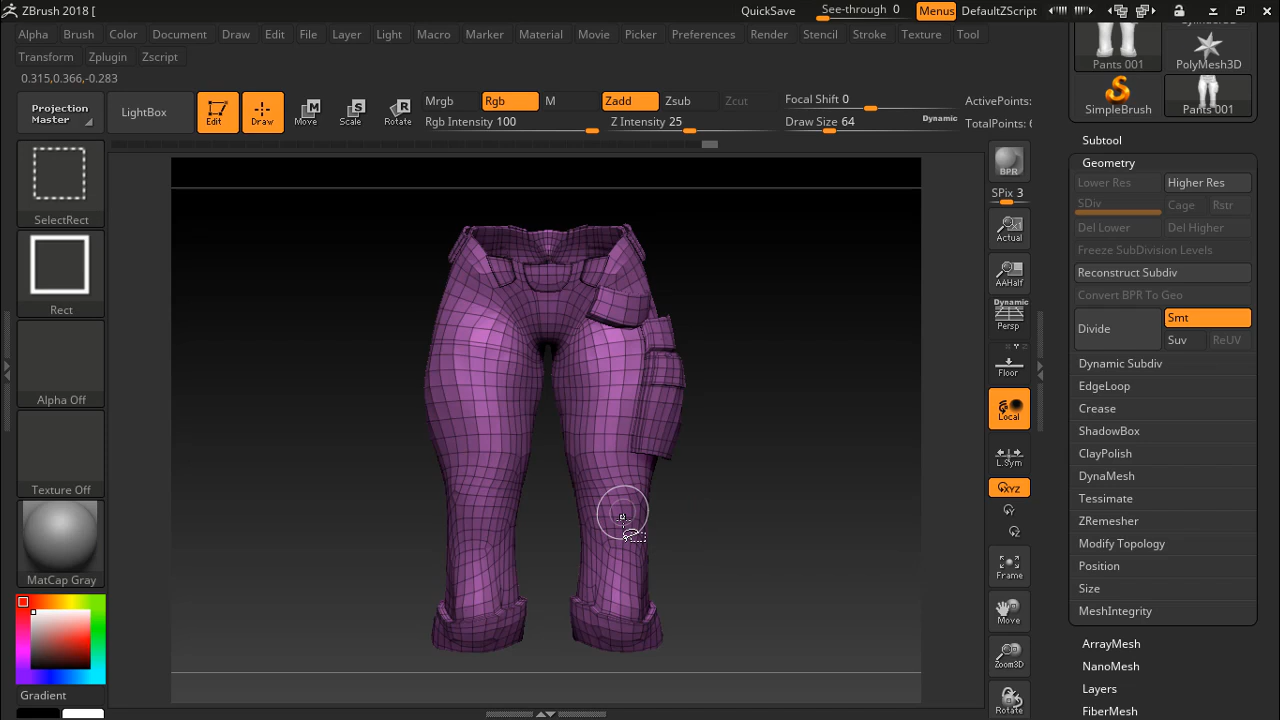 ZBrush 2018 [
QuickSave
See-through 0
Menus
DefaultZScript
Alpha Brush Color Document Draw Edit File Layer Light Macro Marker Material Movie Picker Preferences Render Stencil Stroke Texture Tool
Transform Zplugin Zscript
0.315,0.366,-0.283
Projection
Master
LightBox
Edit
Draw
Move
Scale
Rotate
Mrgb Rgb M
Rgb Intensity 100
Zadd Zsub Zcut
Z Intensity 25
Focal Shift 0
Draw Size 64
Dynamic
ActivePoints:
TotalPoints:
SelectRect
Rect
Alpha Off
Texture Off
MatCap Gray
Gradient
BPR
SPix 3
Actual
AAHalf
Dynamic
Persp
Floor
Local
L.Sym
XYZ
Y
Z
Frame
Move
Zoom3D
Rotate
Pants 001
PolyMesh3D
SimpleBrush
Pants 001
Subtool
Geometry
Lower Res Higher Res
SDiv Cage Rstr
Del Lower Del Higher
Freeze SubDivision Levels
Reconstruct Subdiv
Convert BPR To Geo
Divide
Smt
Suv ReUV
Dynamic Subdiv
EdgeLoop
Crease
ShadowBox
ClayPolish
DynaMesh
Tessimate
ZRemesher
Modify Topology
Position
Size
MeshIntegrity
ArrayMesh
NanoMesh
Layers
FiberMesh